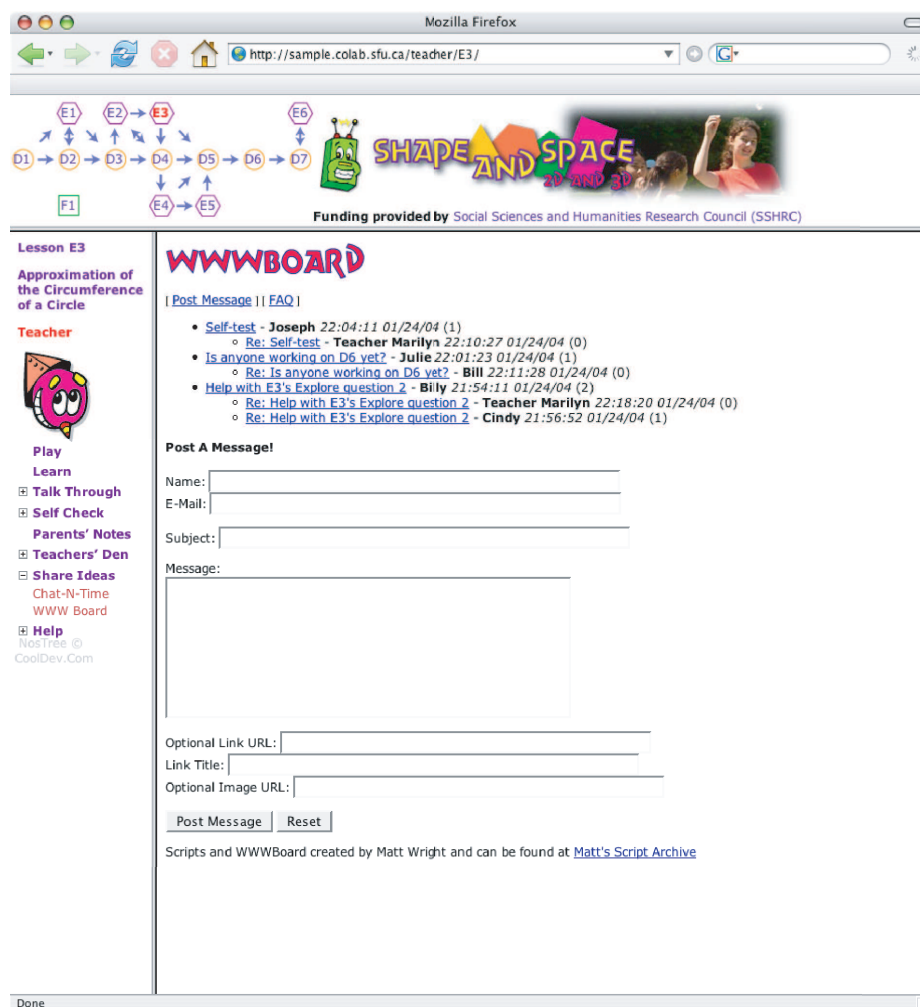 Mozilla Firefox
http://sample.colab.sfu.ca/teacher/E3/
G
E1 E2 E3 E6
D1 D2 D3 D4 D5 D6 D7
F1 E4 E5
SHAPE AND SPACE
2D AND 3D
Funding provided by Social Sciences and Humanities Research Council (SSHRC)
Lesson E3
Approximation of
the Circumference
of a Circle
Teacher
Play
Learn
Talk Through
Self Check
Parents' Notes
Teachers' Den
Share Ideas
Chat-N-Time
WWW Board
Help
NosTree ©
CoolDev.Com
WWWBOARD
[ Post Message ] [ FAQ ]
• Self-test - Joseph 22:04:11 01/24/04 (1)
○ Re: Self-test - Teacher Marilyn 22:10:27 01/24/04 (0)
• Is anyone working on D6 yet? - Julie 22:01:23 01/24/04 (1)
○ Re: Is anyone working on D6 yet? - Bill 22:11:28 01/24/04 (0)
• Help with E3's Explore question 2 - Billy 21:54:11 01/24/04 (2)
○ Re: Help with E3's Explore question 2 - Teacher Marilyn 22:18:20 01/24/04 (0)
○ Re: Help with E3's Explore question 2 - Cindy 21:56:52 01/24/04 (1)
Post A Message!
Name:
E-Mail:
Subject:
Message:
Optional Link URL:
Link Title:
Optional Image URL:
Post Message Reset
Scripts and WWWBoard created by Matt Wright and can be found at Matt's Script Archive
Done